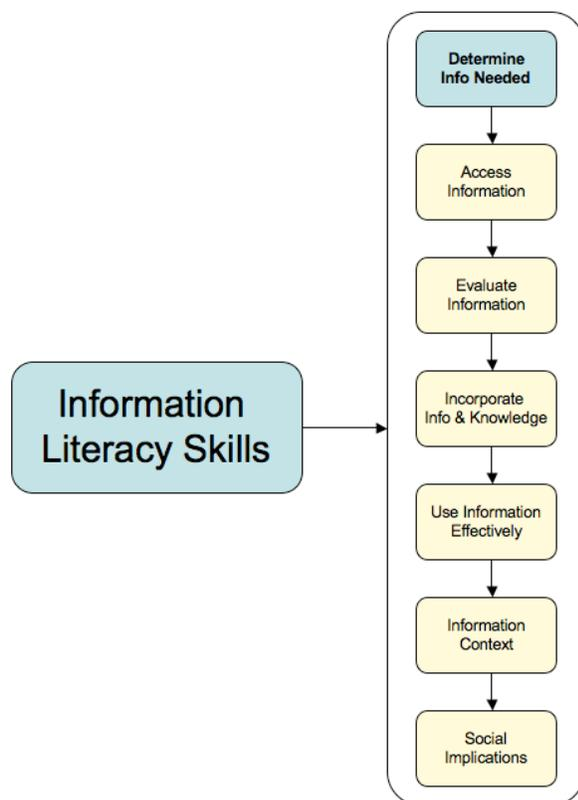 Determine
Info Needed
Access
Information
Evaluate
Information
Information
Literacy Skills
Incorporate
Info & Knowledge
Use Information
Effectively
Information
Context
Social
Implications